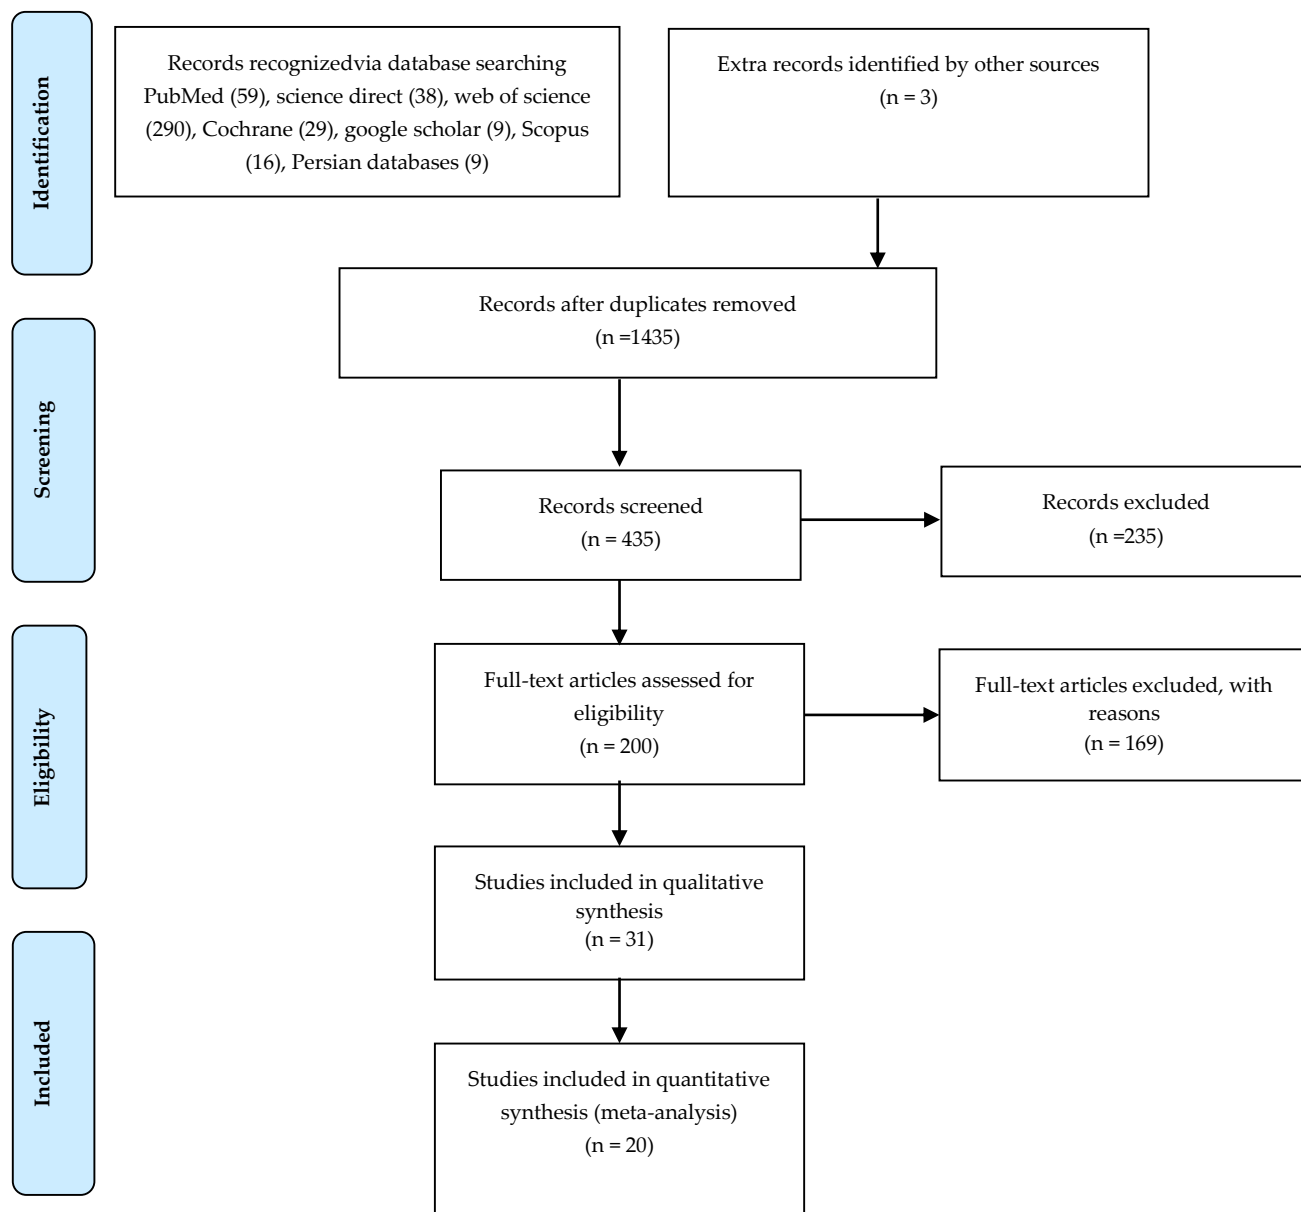 Identification
Records recognizedvia database searching
PubMed (59), science direct (38), web of science
(290), Cochrane (29), google scholar (9), Scopus
(16), Persian databases (9)
Extra records identified by other sources
(n = 3)
Records after duplicates removed
(n =1435)
Screening
Records screened
(n = 435)
Records excluded
(n =235)
Eligibility
Full-text articles assessed for
eligibility
(n = 200)
Full-text articles excluded, with
reasons
(n = 169)
Studies included in qualitative
synthesis
(n = 31)
Included
Studies included in quantitative
synthesis (meta-analysis)
(n = 20)